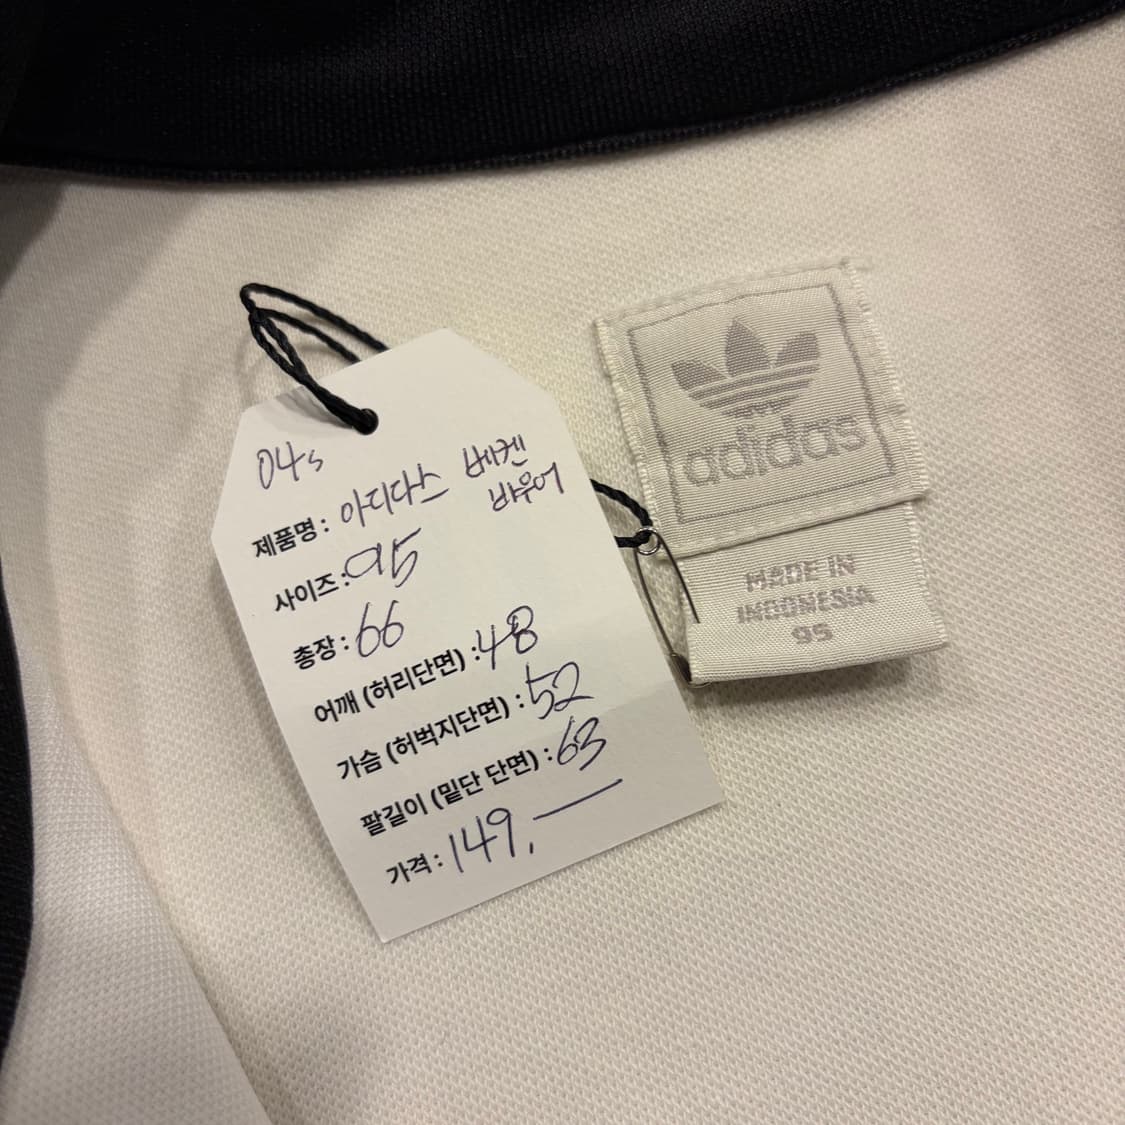 04s
제품명 : 아디다스 베켄
바우어
사이즈 : 95
총장 : 66
어깨 (허리단면) : 48
가슴 (허벅지단면) : 52
팔길이 (밑단 단면) : 63
가격 : 149,—
adidas
MADE IN
INDONESIA
95